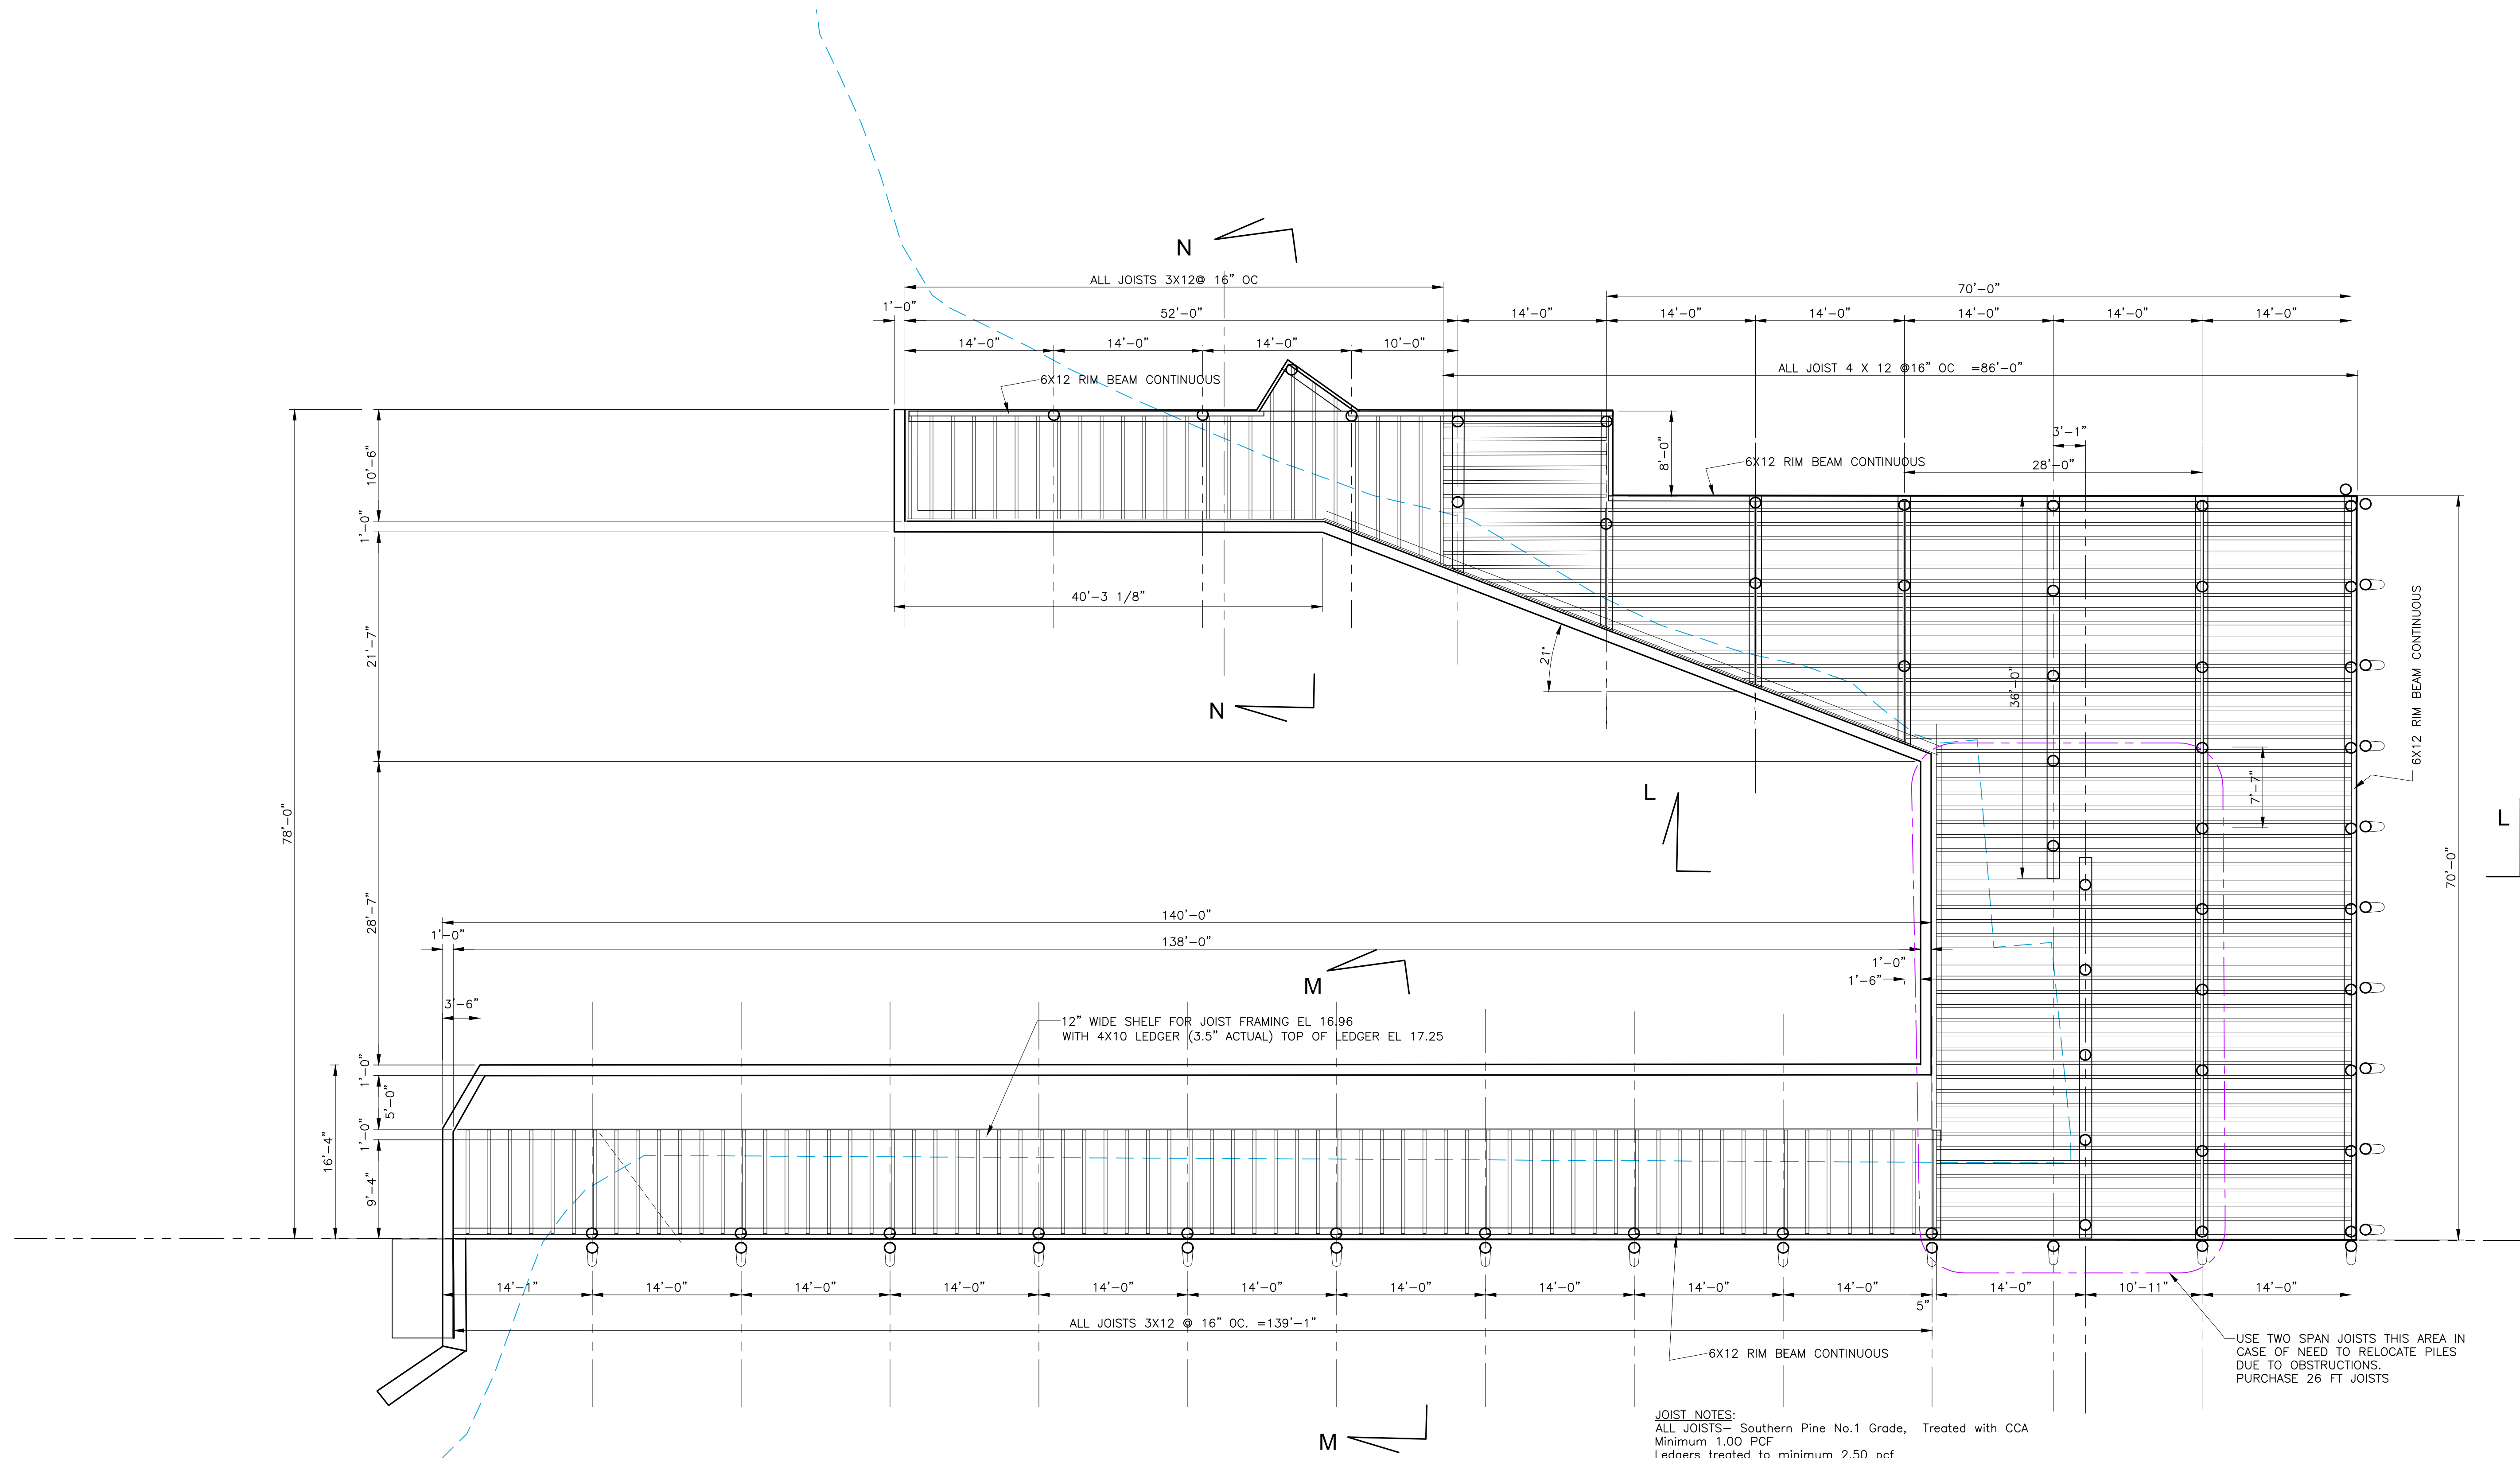 N
ALL JOISTS 3X12@ 16" OC
70'-0"
1'-0"
52'-0"
14'-0"
14'-0"
14'-0"
14'-0"
14'-0"
14'-0"
14'-0"
14'-0"
14'-0"
10'-0"
6X12 RIM BEAM CONTINUOUS
ALL JOIST 4 X 12 @16" OC =86'-0"
3'-1"
8'-0"
6X12 RIM BEAM CONTINUOUS
28'-0"
10'-6"
1'-0"
40'-3 1/8"
21'-7"
21°
36'-0"
6X12 RIM BEAM CONTINUOUS
N
7'-7"
L
L
78'-0"
70'-0"
28'-7"
140'-0"
1'-0"
138'-0"
1'-0"
1'-6"
M
3'-6"
12" WIDE SHELF FOR JOIST FRAMING EL 16.96
WITH 4X10 LEDGER (3.5" ACTUAL) TOP OF LEDGER EL 17.25
1'-0"
5'-0"
1'-0"
16'-4"
9'-4"
14'-1"
14'-0"
14'-0"
14'-0"
14'-0"
14'-0"
14'-0"
14'-0"
14'-0"
14'-0"
5"
14'-0"
10'-11"
14'-0"
ALL JOISTS 3X12 @ 16" OC. =139'-1"
6X12 RIM BEAM CONTINUOUS
USE TWO SPAN JOISTS THIS AREA IN
CASE OF NEED TO RELOCATE PILES
DUE TO OBSTRUCTIONS.
PURCHASE 26 FT JOISTS
M
JOIST NOTES:
ALL JOISTS- Southern Pine No.1 Grade, Treated with CCA
Minimum 1.00 PCF
Ledgers treated to minimum 2.50 pcf